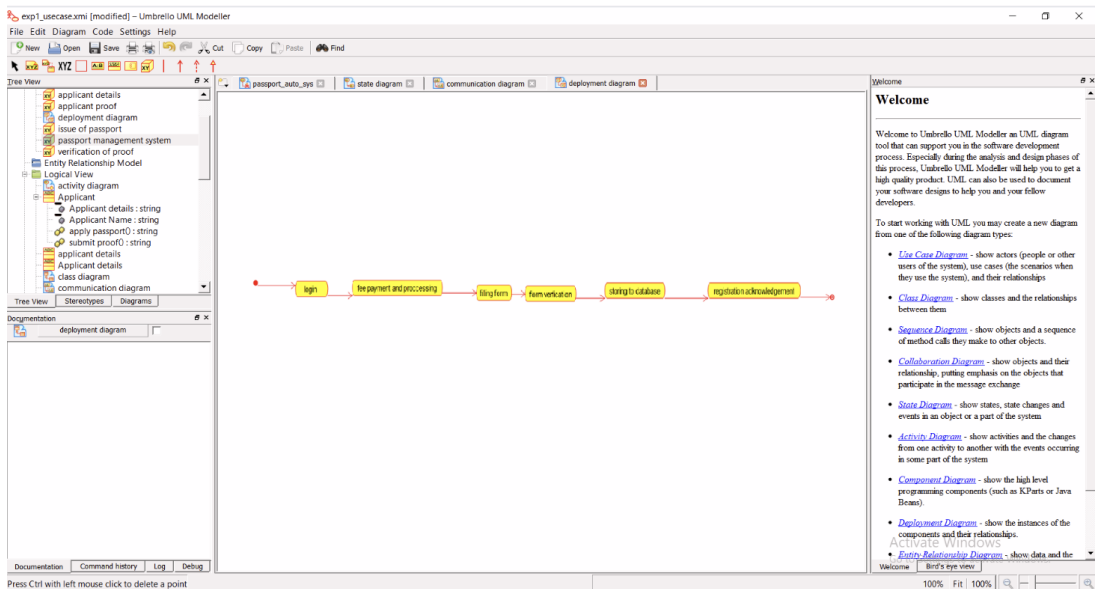 exp1_usecase.xmi [modified] – Umbrello UML Modeller
File Edit Diagram Code Settings Help
New Open Save Cut Copy Paste Find
XYZ
Tree View
applicant details
applicant proof
deployment diagram
issue of passport
passport management system
verification of proof
Entity Relationship Model
Logical View
activity diagram
Applicant
Applicant details : string
Applicant Name : string
apply passport() : string
submit proof() : string
applicant details
Applicant details
class diagram
communication diagram
Tree View Stereotypes Diagrams
Documentation
deployment diagram
Documentation Command history Log Debug
passport_auto_sys state diagram communication diagram deployment diagram
login
fee payment and proccessing
filing form
form vertication
storing to database
registration acknowledgement
Welcome
Welcome
Welcome to Umbrello UML Modeller an UML diagram
tool that can support you in the software development
process. Especially during the analysis and design phases of
this process, Umbrello UML Modeller will help you to get a
high quality product. UML can also be used to document
your software designs to help you and your fellow
developers.
To start working with UML you may create a new diagram
from one of the following diagram types:
• Use Case Diagram - show actors (people or other
users of the system), use cases (the scenarios when
they use the system), and their relationships
• Class Diagram - show classes and the relationships
between them
• Sequence Diagram - show objects and a sequence
of method calls they make to other objects.
• Collaboration Diagram - show objects and their
relationship, putting emphasis on the objects that
participate in the message exchange
• State Diagram - show states, state changes and
events in an object or a part of the system
• Activity Diagram - show activities and the changes
from one activity to another with the events occurring
in some part of the system
• Component Diagram - show the high level
programming components (such as KParts or Java
Beans).
• Deployment Diagram - show the instances of the
components and their relationships.
Activate Windows
• Entity-Relationship Diagram - show data and the
Welcome Bird's eye view
Press Ctrl with left mouse click to delete a point
100% Fit 100%